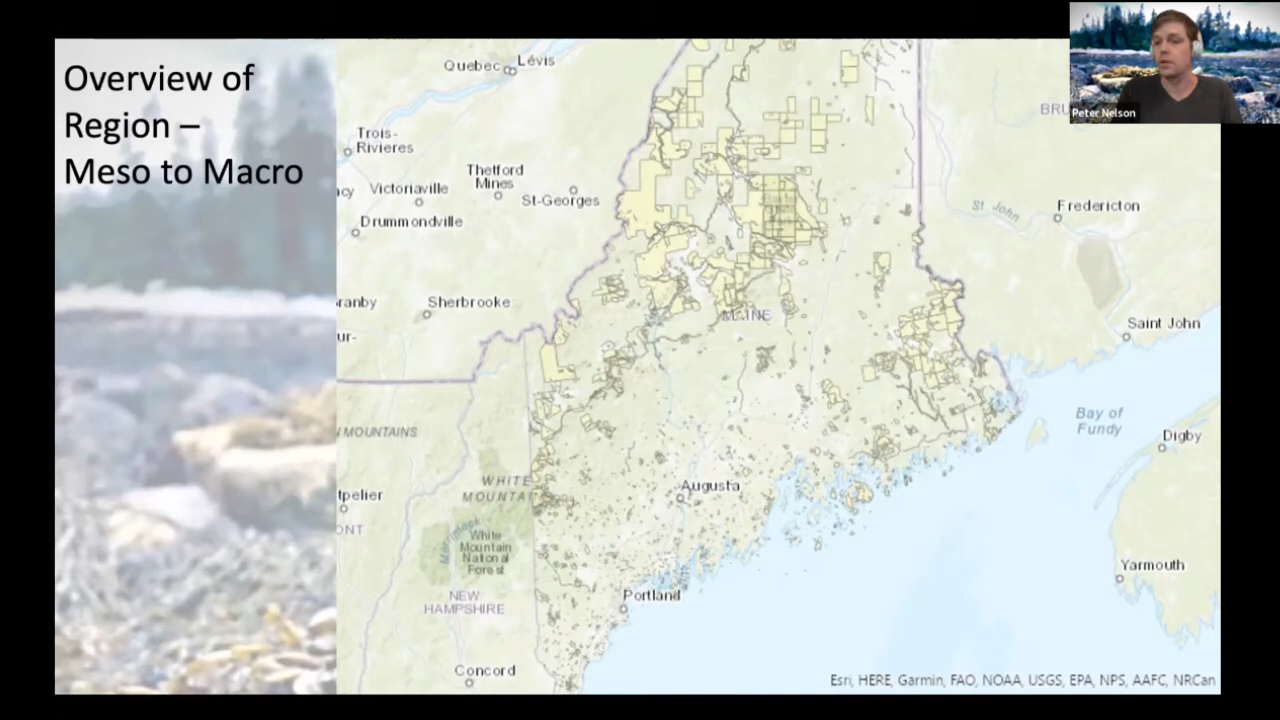 Overview of
Region –
Meso to Macro
Peter Nelson
Quebec
Lévis
Trois-
Rivieres
Thetford
Mines
Victoriaville
St-Georges
Drummondville
St. John
Fredericton
Sherbrooke
MAINE
Saint John
Bay of
Fundy
Digby
MOUNTAINS
Augusta
WHITE
White
Mountain
National
Forest
Merrimack
Yarmouth
NEW
HAMPSHIRE
Portland
Concord
Esri, HERE, Garmin, FAO, NOAA, USGS, EPA, NPS, AAFC, NRCan